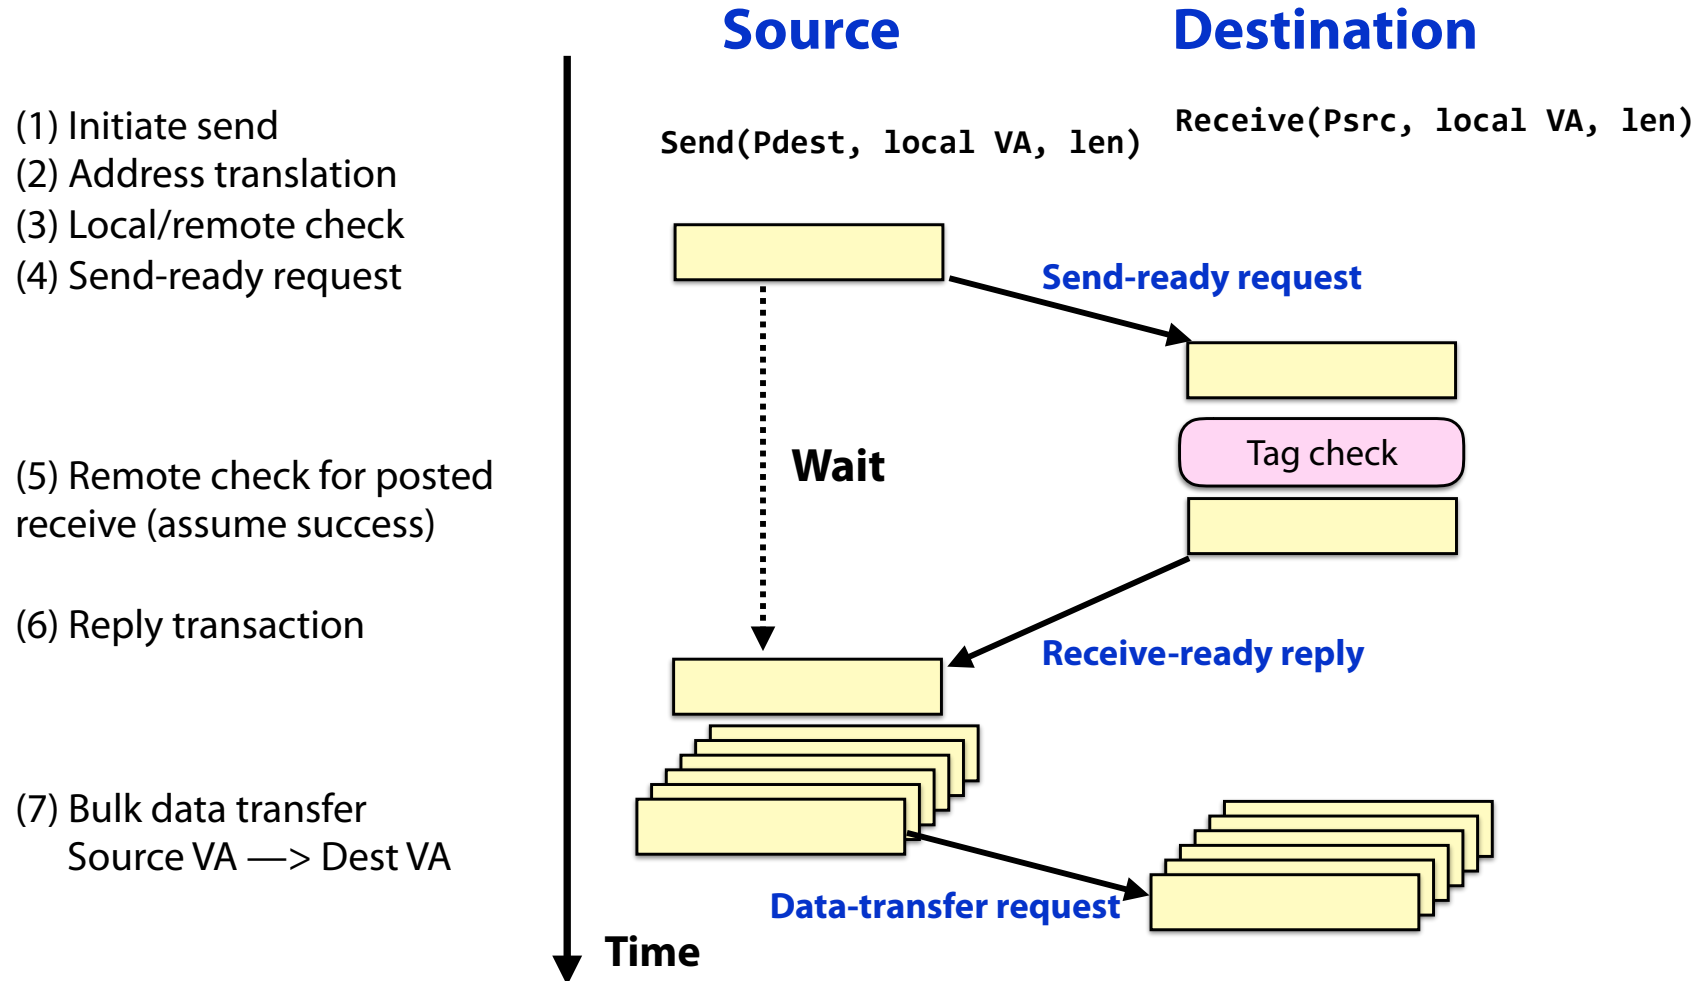 Source
Destination
(1) Initiate send
(2) Address translation
(3) Local/remote check
(4) Send-ready request
Send(Pdest, local VA, len)
Receive(Psrc, local VA, len)
Send-ready request
Tag check
Wait
(5) Remote check for posted
receive (assume success)
(6) Reply transaction
Receive-ready reply
(7) Bulk data transfer
Source VA —> Dest VA
Data-transfer request
Time